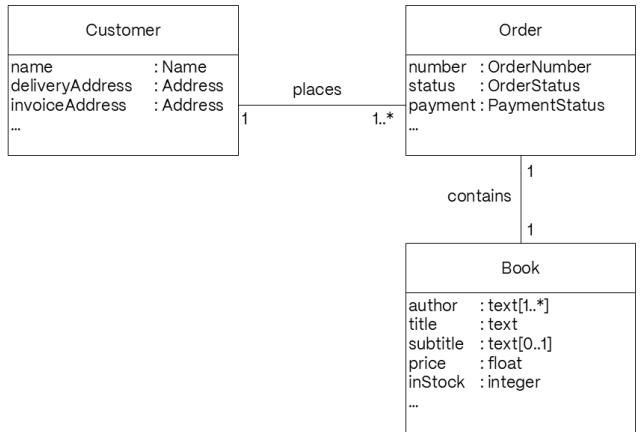 Customer
name : Name
deliveryAddress : Address
invoiceAddress : Address
...
places
1
1..*
Order
number : OrderNumber
status : OrderStatus
payment : PaymentStatus
...
1
contains
1
Book
author : text[1..*]
title : text
subtitle : text[0..1]
price : float
inStock : integer
...